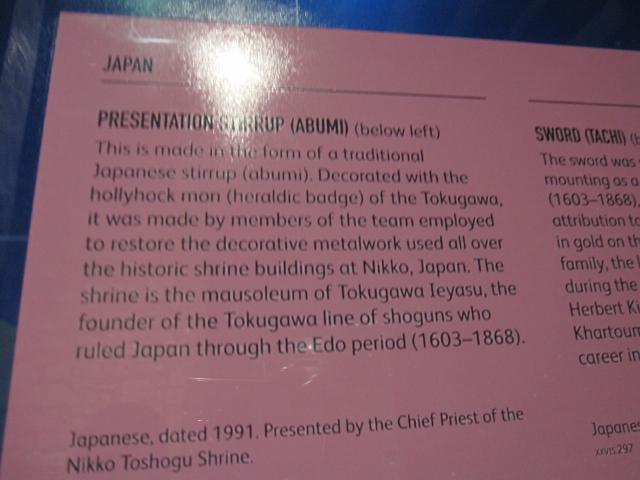 JAPAN
PRESENTATION STIRRUP (ABUMI) (below left)
This is made in the form of a traditional
Japanese stirrup (abumi). Decorated with the
hollyhock mon (heraldic badge) of the Tokugawa,
it was made by members of the team employed
to restore the decorative metalwork used all over
the historic shrine buildings at Nikko, Japan. The
shrine is the mausoleum of Tokugawa Ieyasu, the
founder of the Tokugawa line of shoguns who
ruled Japan through the Edo period (1603–1868).
Japanese, dated 1991. Presented by the Chief Priest of the
Nikko Toshogu Shrine.
SWORD (TACHI)
The sword was
mounting as a
(1603–1868),
attribution to
in gold on
family, the
during the
Herbert
Khartoum
career in
XXVIS.297